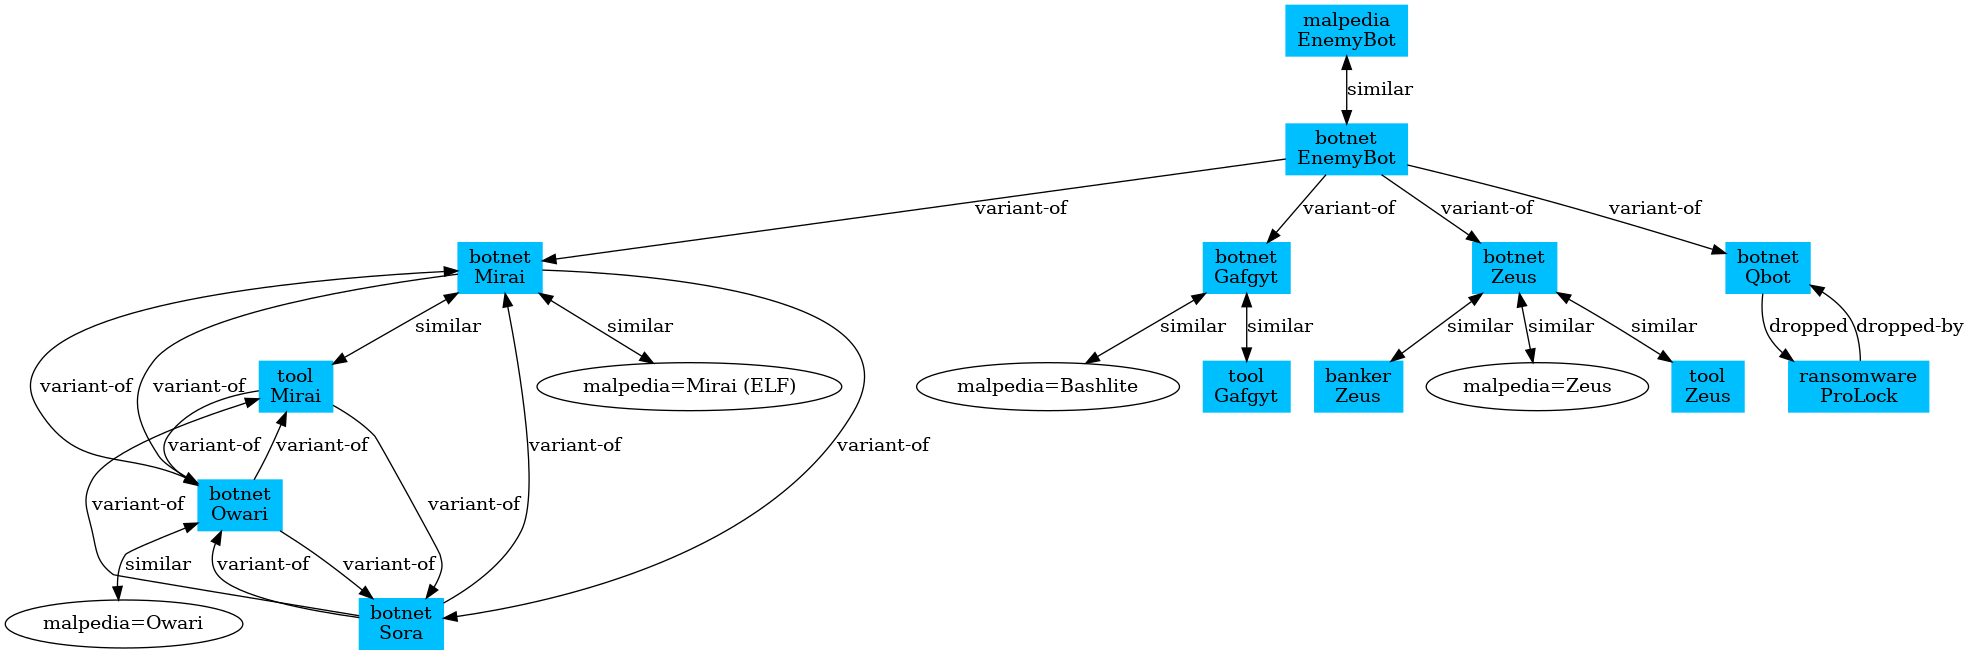 malpedia
EnemyBot
similar
botnet
EnemyBot
variant-of
variant-of
variant-of
variant-of
botnet
Mirai
botnet
Gafgyt
botnet
Zeus
botnet
Qbot
similar
similar
similar
similar
similar
similar
similar
dropped
dropped-by
variant-of
variant-of
tool
Mirai
malpedia=Mirai (ELF)
malpedia=Bashlite
tool
Gafgyt
banker
Zeus
malpedia=Zeus
tool
Zeus
ransomware
ProLock
variant-of
variant-of
variant-of
variant-of
variant-of
botnet
Owari
variant-of
similar
variant-of
variant-of
malpedia=Owari
botnet
Sora